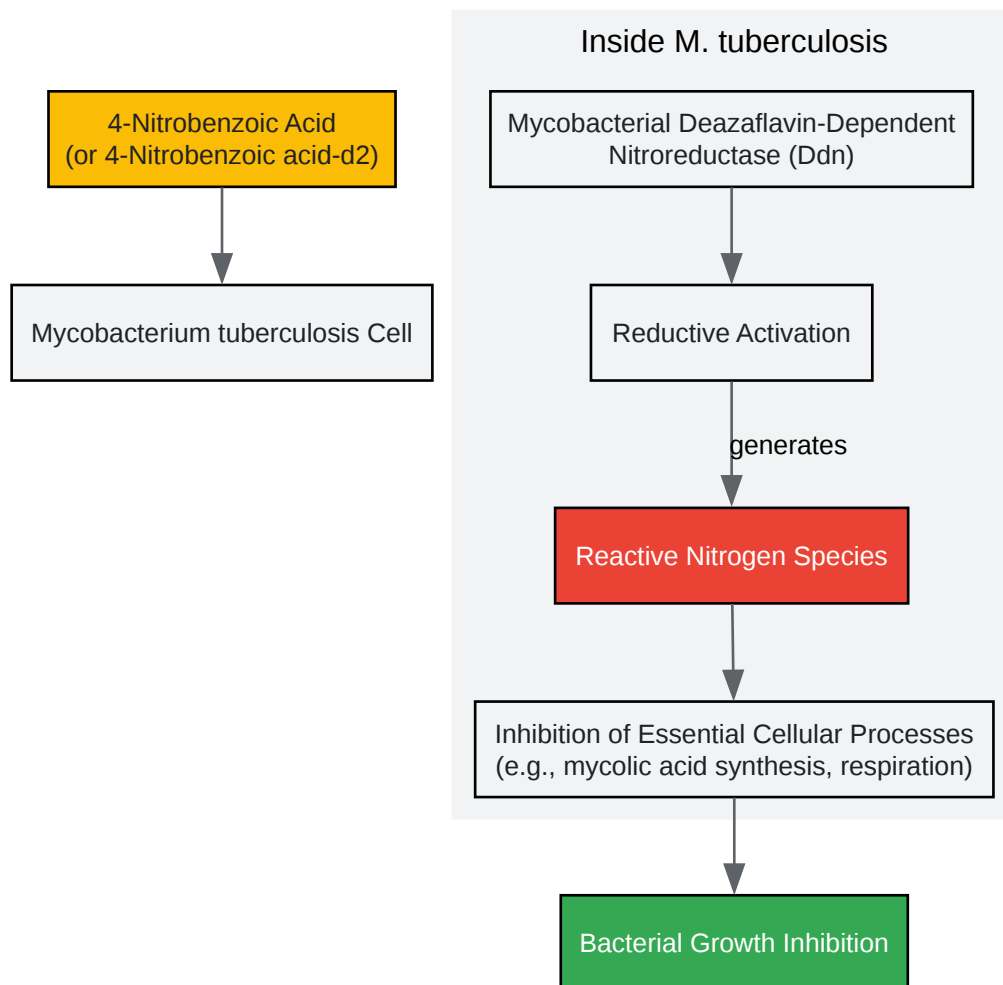 Inside M. tuberculosis
4-Nitrobenzoic Acid
(or 4-Nitrobenzoic acid-d2)
Mycobacterial Deazaflavin-Dependent
Nitroreductase (Ddn)
Mycobacterium tuberculosis Cell
Reductive Activation
generates
Reactive Nitrogen Species
Inhibition of Essential Cellular Processes
(e.g., mycolic acid synthesis, respiration)
Bacterial Growth Inhibition